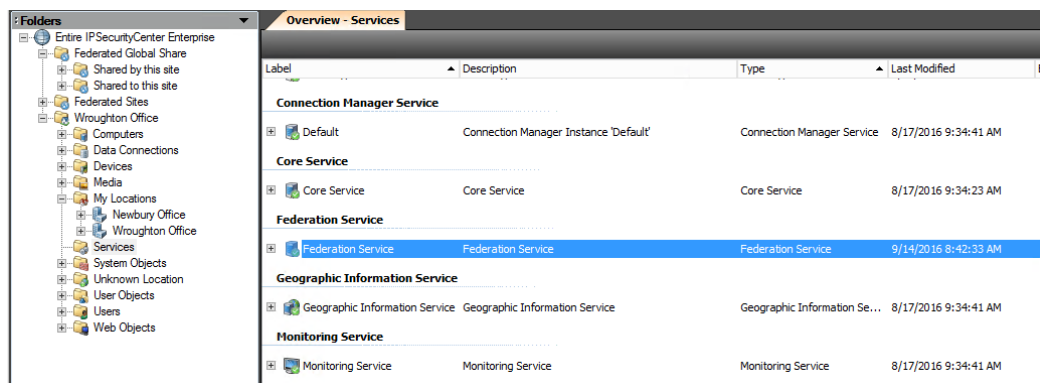 Folders
Entire IPSecurityCenter Enterprise
Federated Global Share
Shared by this site
Shared to this site
Federated Sites
Wroughton Office
Computers
Data Connections
Devices
Media
My Locations
Newbury Office
Wroughton Office
Services
System Objects
Unknown Location
User Objects
Users
Web Objects
Overview - Services
Label Description Type Last Modified
Connection Manager Service
Default Connection Manager Instance 'Default' Connection Manager Service 8/17/2016 9:34:41 AM
Core Service
Core Service Core Service Core Service 8/17/2016 9:34:23 AM
Federation Service
Federation Service Federation Service Federation Service 9/14/2016 8:42:33 AM
Geographic Information Service
Geographic Information Service Geographic Information Service Geographic Information Se... 8/17/2016 9:34:41 AM
Monitoring Service
Monitoring Service Monitoring Service Monitoring Service 8/17/2016 9:34:41 AM